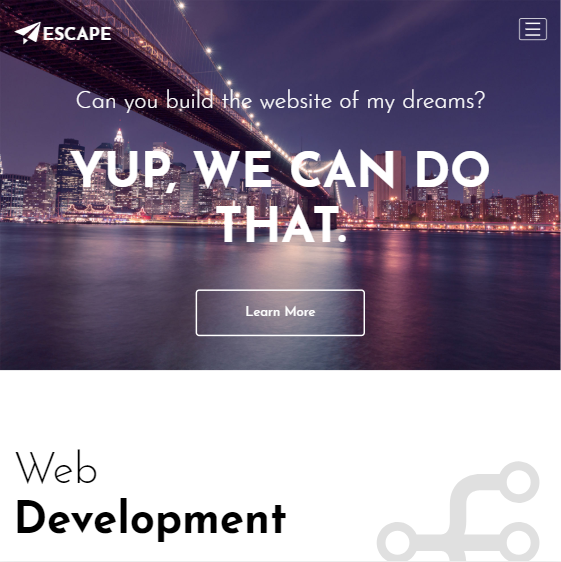 ESCAPE
Can you build the website of my dreams?
YUP, WE CAN DO
THAT.
Learn More
Web
Development